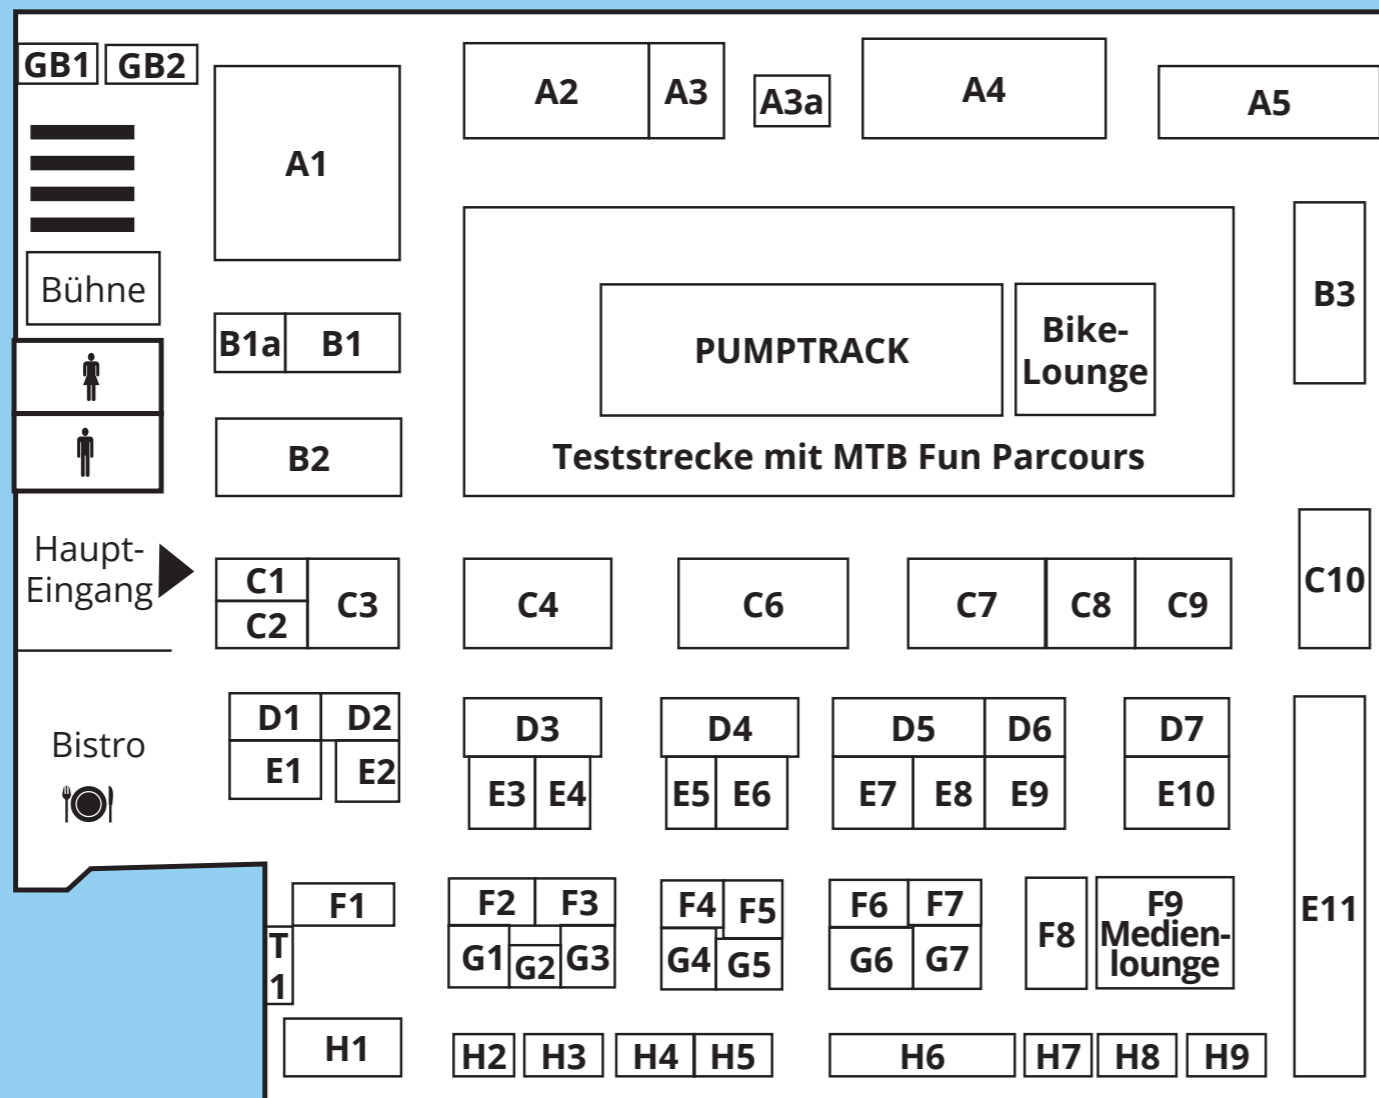 GB1 GB2
A1
A2 A3 A3a A4 A5
Bühne
B1a B1
B2
PUMPTRACK
Bike-
Lounge
Teststrecke mit MTB Fun Parcours
B3
Haupt-
Eingang
C1
C2
C3 C4 C6 C7 C8 C9 C10
Bistro
D1 D2 D3 D4 D5 D6 D7
E1 E2 E3 E4 E5 E6 E7 E8 E9 E10
E11
F1 F2 F3 F4 F5 F6 F7 F8
F9
Medien-
lounge
T
1
G1 G2 G3 G4 G5 G6 G7
H1 H2 H3 H4 H5 H6 H7 H8 H9